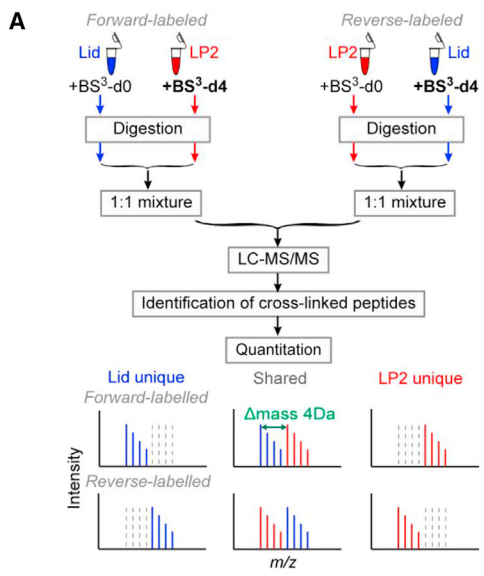 A
Forward-labeled
Reverse-labeled
Lid
LP2
LP2
Lid
+BS³-d0
+BS³-d4
+BS³-d0
+BS³-d4
Digestion
Digestion
1:1 mixture
1:1 mixture
LC-MS/MS
Identification of cross-linked peptides
Quantitation
Lid unique
Shared
LP2 unique
Forward-labelled
Δmass 4Da
Reverse-labelled
Intensity
m/z